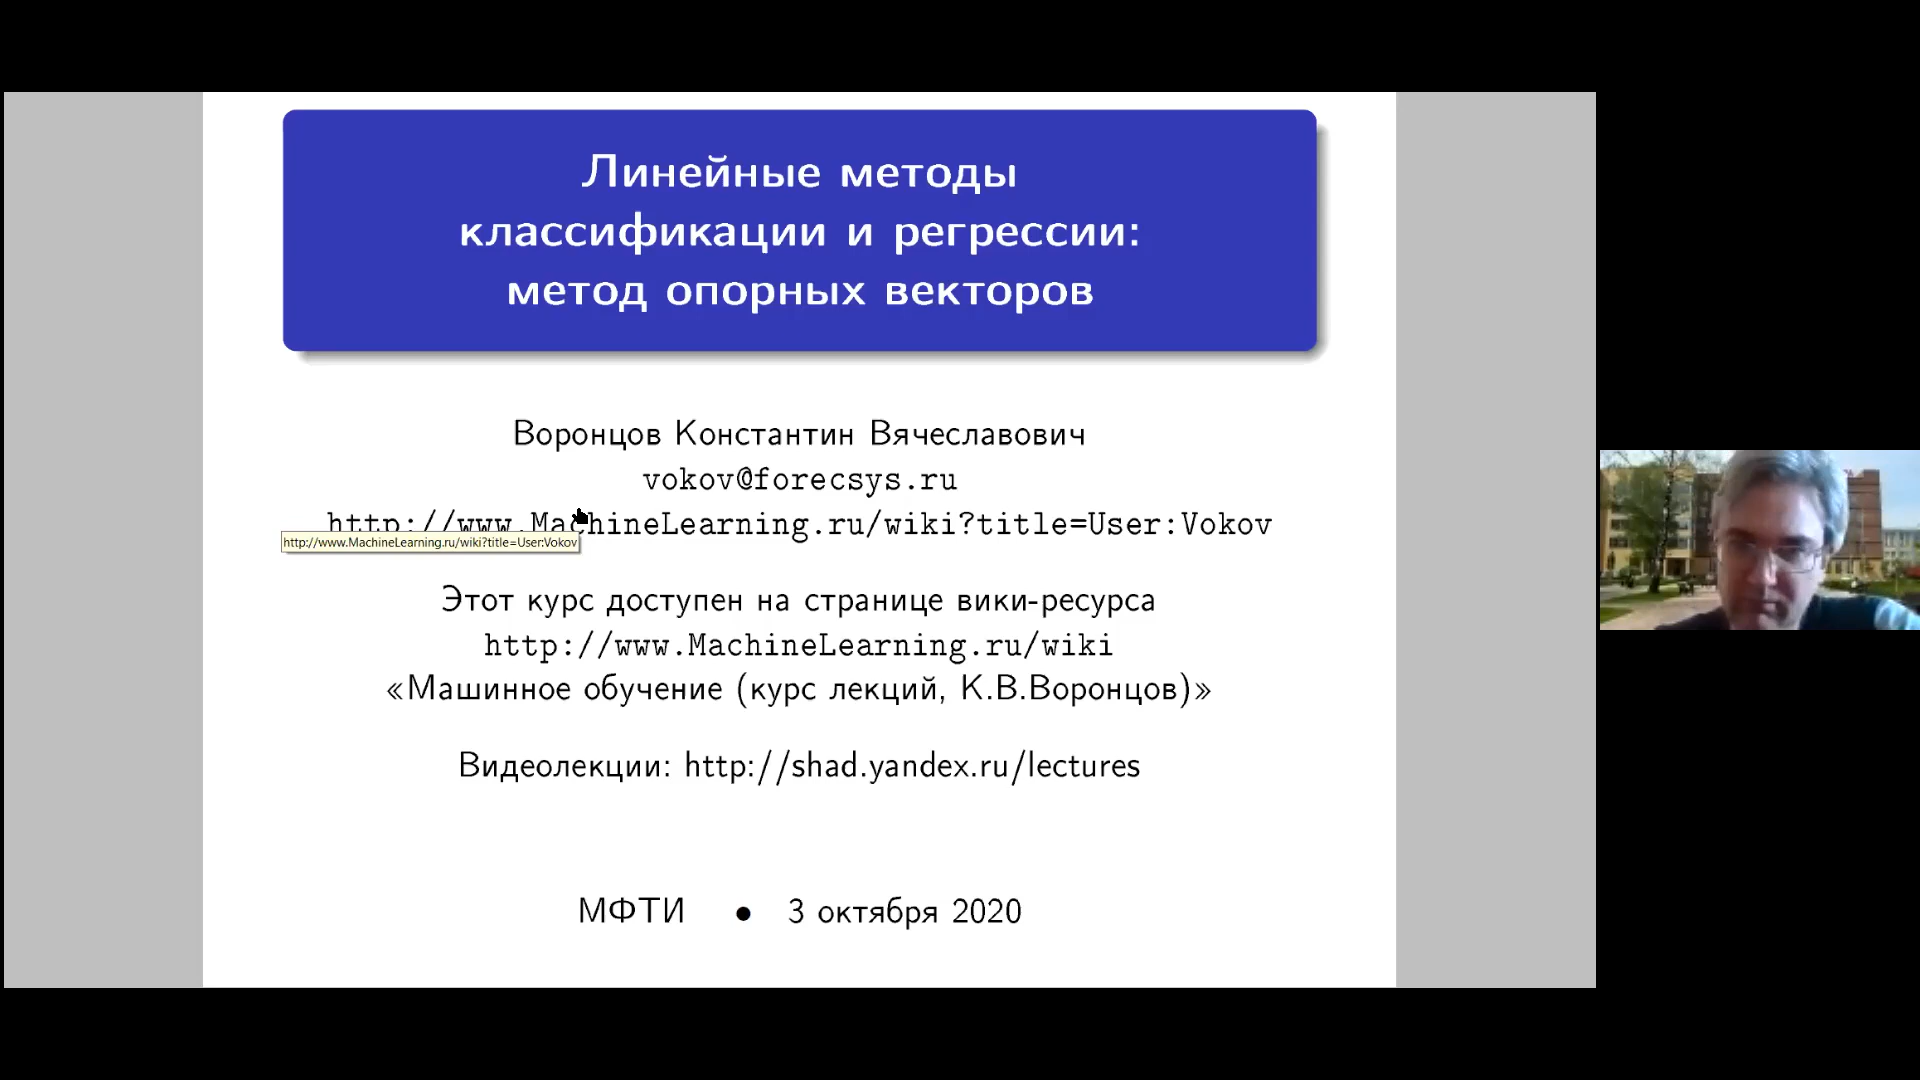 Линейные методы
классификации и регрессии:
метод опорных векторов
Воронцов Константин Вячеславович
vokov@forecsys.ru
http://www.MachineLearning.ru/wiki?title=User:Vokov
http://www.MachineLearning.ru/wiki?title=User:Vokov
Этот курс доступен на странице вики-ресурса
http://www.MachineLearning.ru/wiki
«Машинное обучение (курс лекций, К.В.Воронцов)»
Видеолекции: http://shad.yandex.ru/lectures
МФТИ • 3 октября 2020